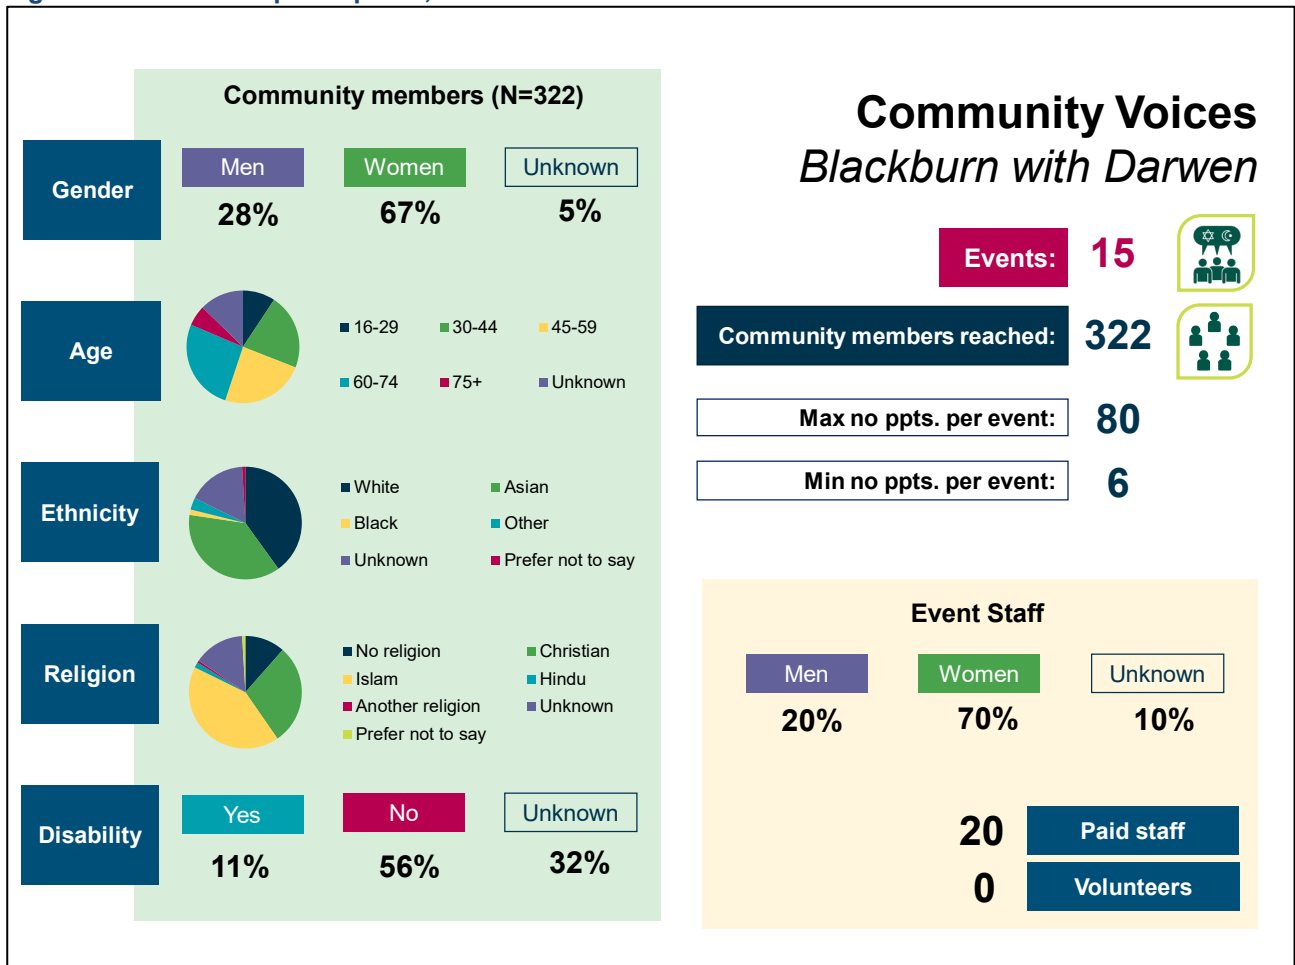 Community members (N=322)
Gender
Men
Women
Unknown
28%
67%
5%
Age
16-29
30-44
45-59
60-74
75+
Unknown
Ethnicity
White
Asian
Black
Other
Unknown
Prefer not to say
Religion
No religion
Christian
Islam
Hindu
Another religion
Unknown
Prefer not to say
Disability
Yes
No
Unknown
11%
56%
32%
Community Voices
Blackburn with Darwen
Events: 15
Community members reached: 322
Max no ppts. per event: 80
Min no ppts. per event: 6
Event Staff
Men
Women
Unknown
20%
70%
10%
20 Paid staff
0 Volunteers